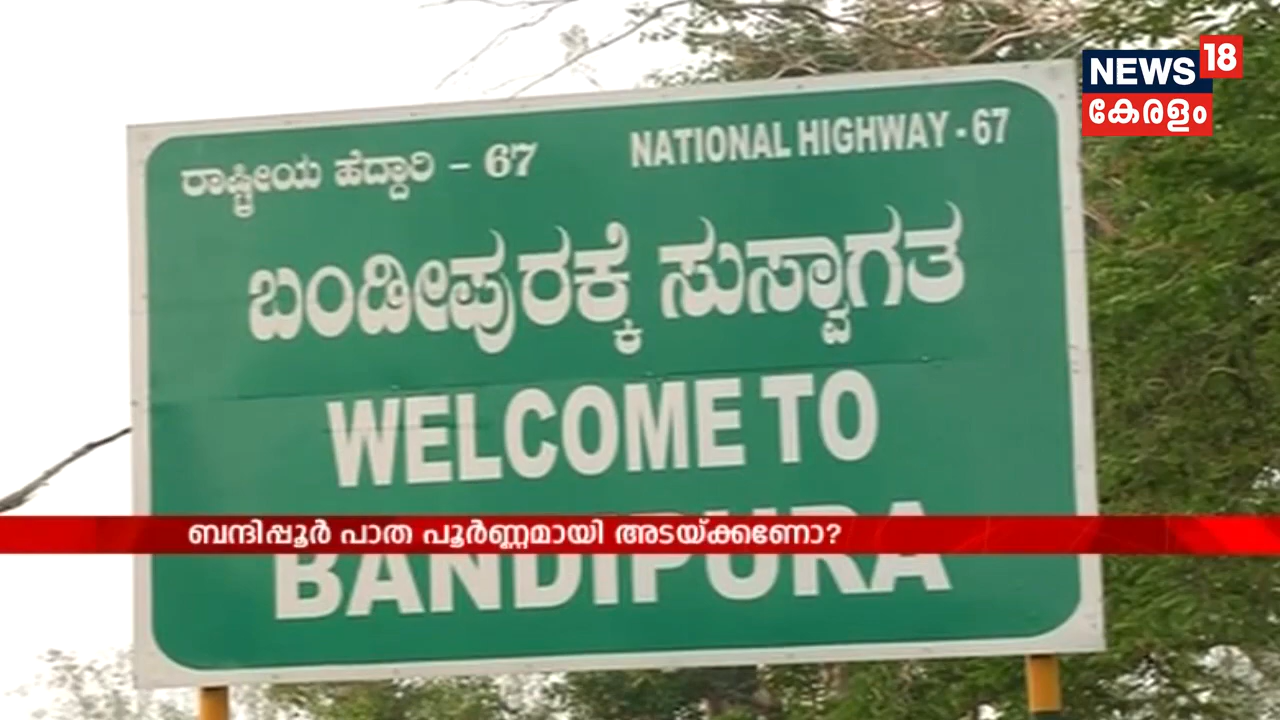 NEWS 18
കേരളം
ರಾಷ್ಟ್ರೀಯ ಹೆದ್ದಾರಿ – 67
NATIONAL HIGHWAY - 67
ಬಂಡೀಪುರಕ್ಕೆ ಸುಸ್ವಾಗತ
WELCOME TO
ബന്ദിപ്പൂർ പാത പൂർണ്ണമായി അടയ്ക്കണോ?
BANDIPURA